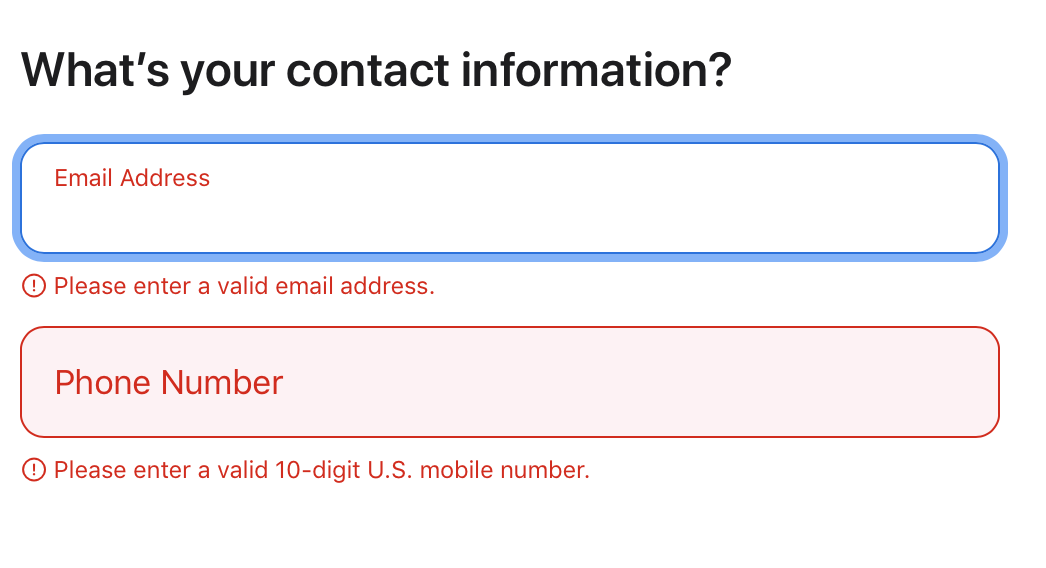 What’s your contact information?
Email Address
Please enter a valid email address.
Phone Number
Please enter a valid 10-digit U.S. mobile number.